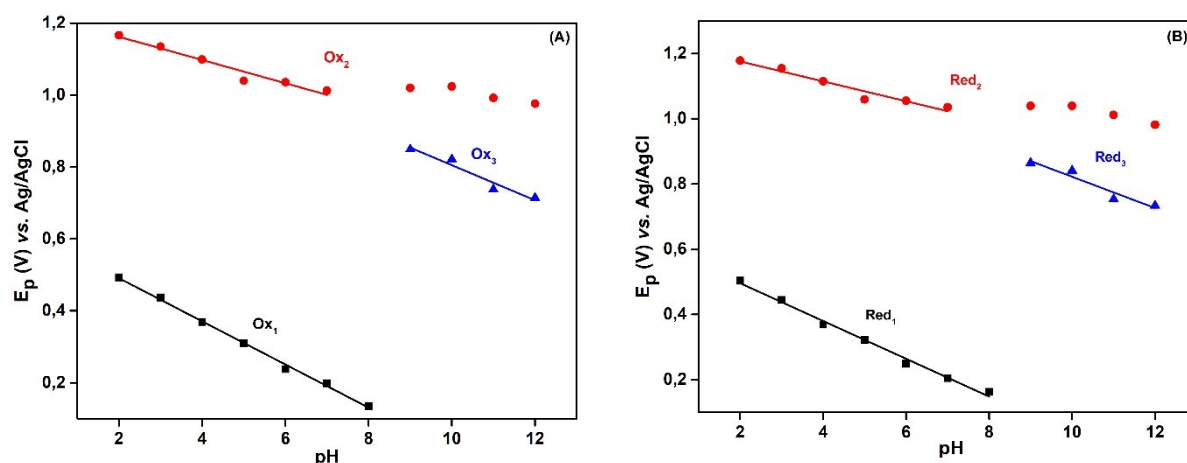 (A)
1,2
1,0
0,8
0,6
0,4
0,2
Ep (V) vs. Ag/AgCl
Ox2
Ox3
Ox1
2 4 6 8 10 12
pH
(B)
1,2
1,0
0,8
0,6
0,4
0,2
Ep (V) vs. Ag/AgCl
Red2
Red3
Red1
2 4 6 8 10 12
pH